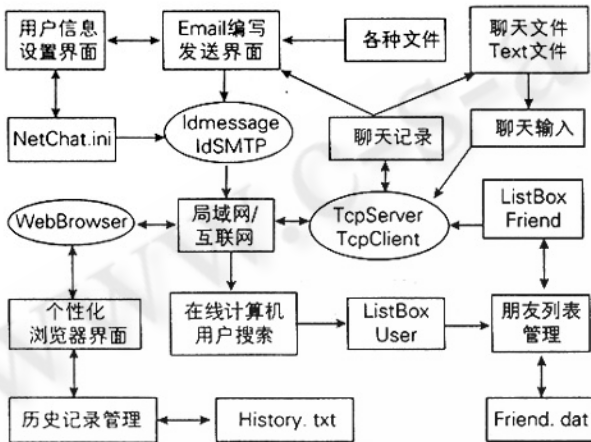 用户信息
设置界面
Email编写
发送界面
各种文件
聊天文件
Text文件
NetChat.ini
Idmessage
IdSMTP
聊天记录
聊天输入
WebBrowser
局域网/
互联网
TcpServer
TcpClient
ListBox
Friend
个性化
浏览器界面
在线计算机
用户搜索
ListBox
User
朋友列表
管理
历史记录管理
History. txt
Friend. dat